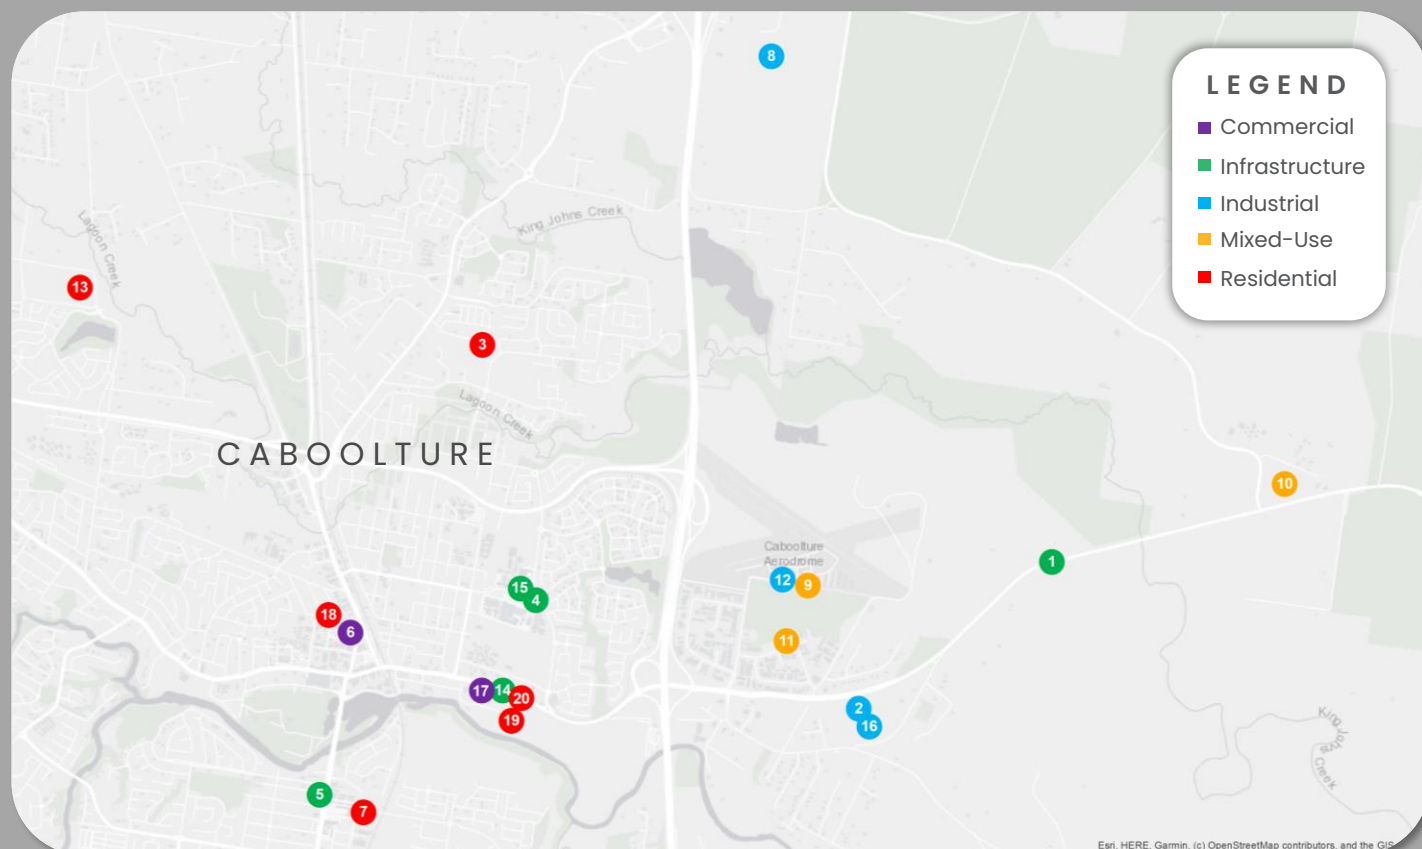 8
LEGEND
Commercial
Infrastructure
Industrial
Mixed-Use
Residential
Lagoon Creek
King Johns Creek
13
3
Lagoon Creek
CABOOLTURE
10
Caboolture
Aerodrome
1
12
9
15
4
18
6
11
17
14
20
19
2
16
King Johns
Creek
5
7
Esri, HERE, Garmin, (c) OpenStreetMap contributors, and the GIS